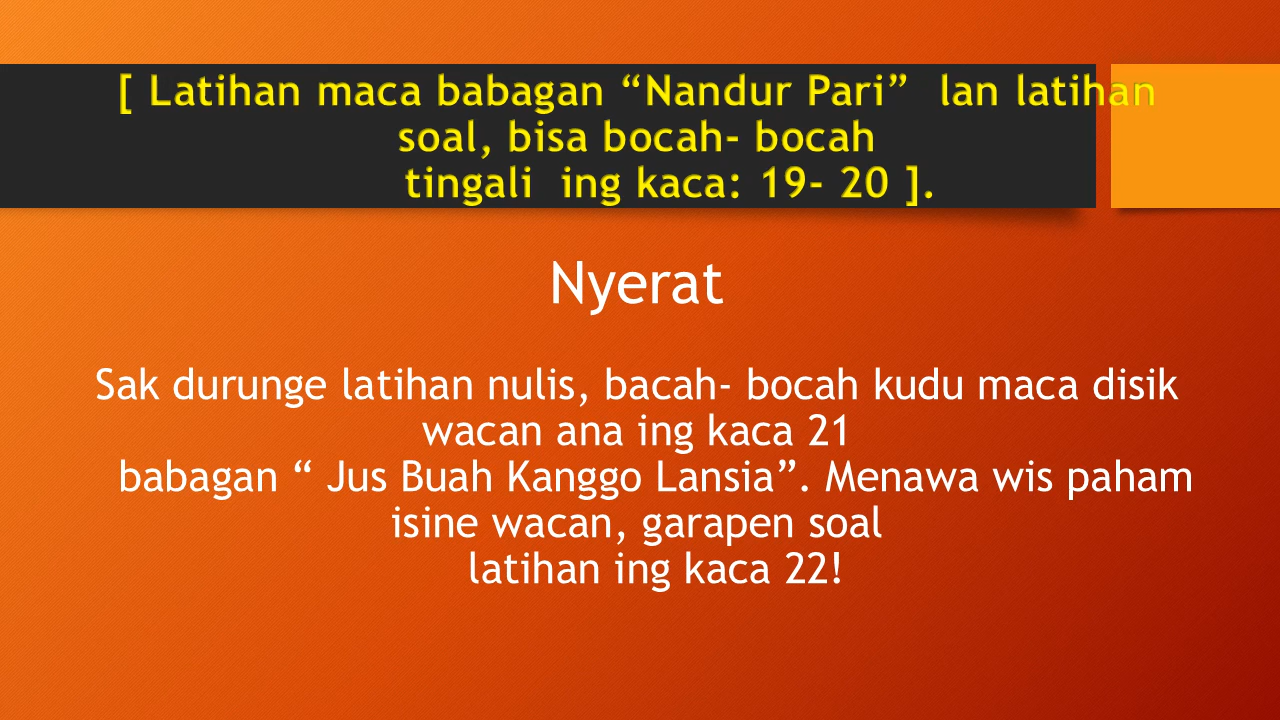 [ Latihan maca babagan “Nandur Pari” lan latihan
soal, bisa bocah- bocah
tingali ing kaca: 19- 20 ].
Nyerat
Sak durunge latihan nulis, bacah- bocah kudu maca disik
wacan ana ing kaca 21
babagan “ Jus Buah Kanggo Lansia”. Menawa wis paham
isine wacan, garapen soal
latihan ing kaca 22!